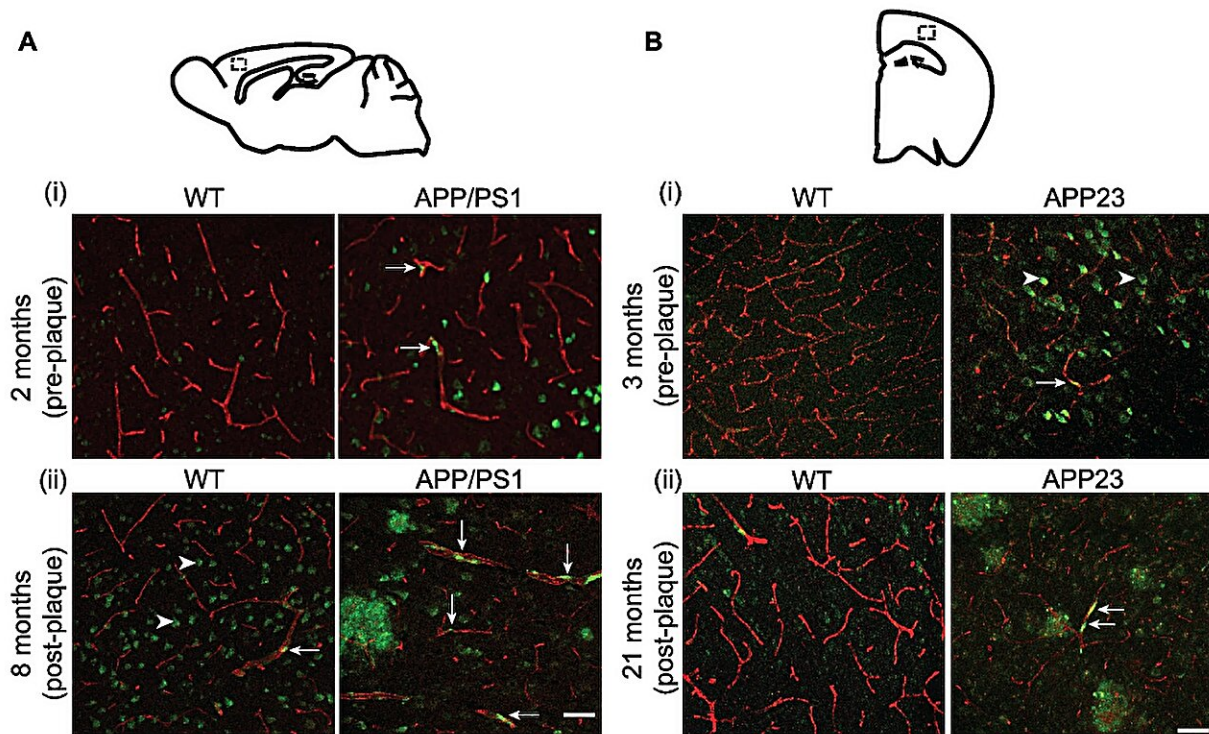 A
(i)
WT
APP/PS1
2 months
(pre-plaque)
(ii)
WT
APP/PS1
8 months
(post-plaque)
B
(i)
WT
APP23
3 months
(pre-plaque)
(ii)
WT
APP23
21 months
(post-plaque)